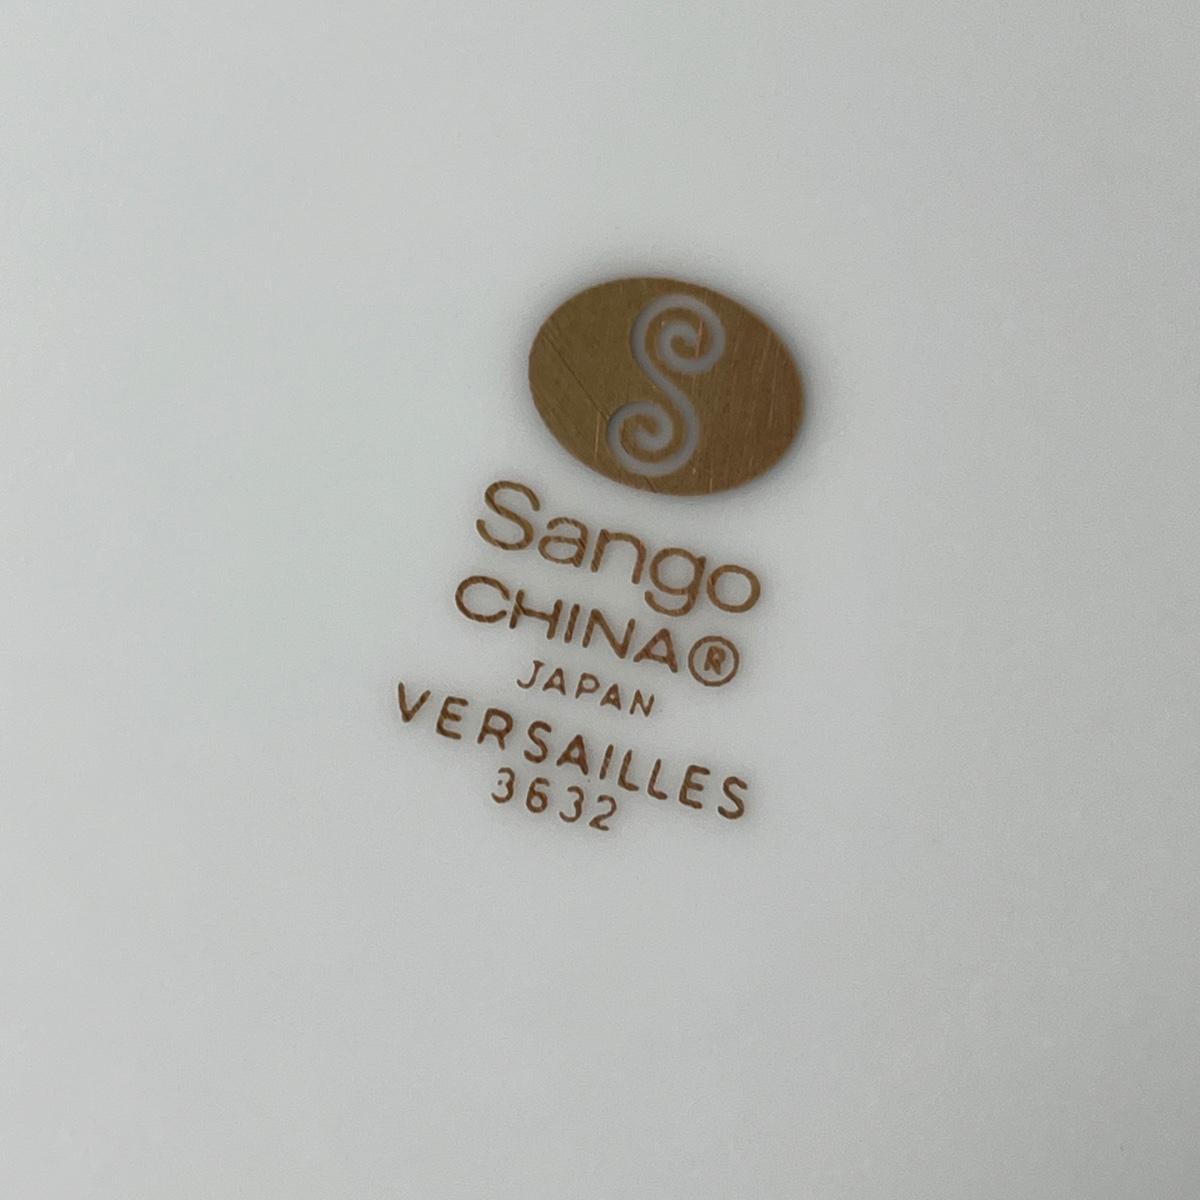 S
Sango
CHINA®
JAPAN
VERSAILLES
3632